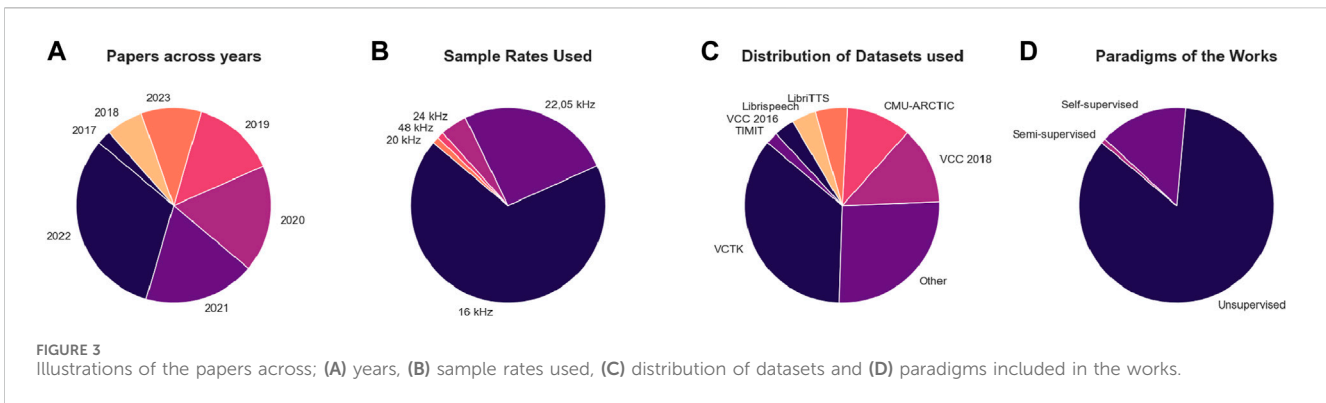 A
Papers across years
2023
2018
2017
2019
2022
2020
2021
B
Sample Rates Used
22,05 kHz
24 kHz
48 kHz
20 kHz
16 kHz
C
Distribution of Datasets used
LibriTTS
Librispeech
VCC 2016
TIMIT
CMU-ARCTIC
VCC 2018
VCTK
Other
D
Paradigms of the Works
Self-supervised
Semi-supervised
Unsupervised
FIGURE 3
Illustrations of the papers across; (A) years, (B) sample rates used, (C) distribution of datasets and (D) paradigms included in the works.